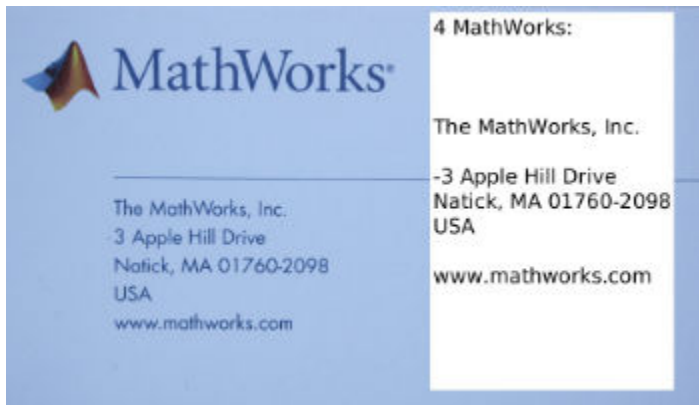 MathWorks®
The MathWorks, Inc.
3 Apple Hill Drive
Natick, MA 01760-2098
USA
www.mathworks.com
4 MathWorks:
The MathWorks, Inc.
-3 Apple Hill Drive
Natick, MA 01760-2098
USA
www.mathworks.com